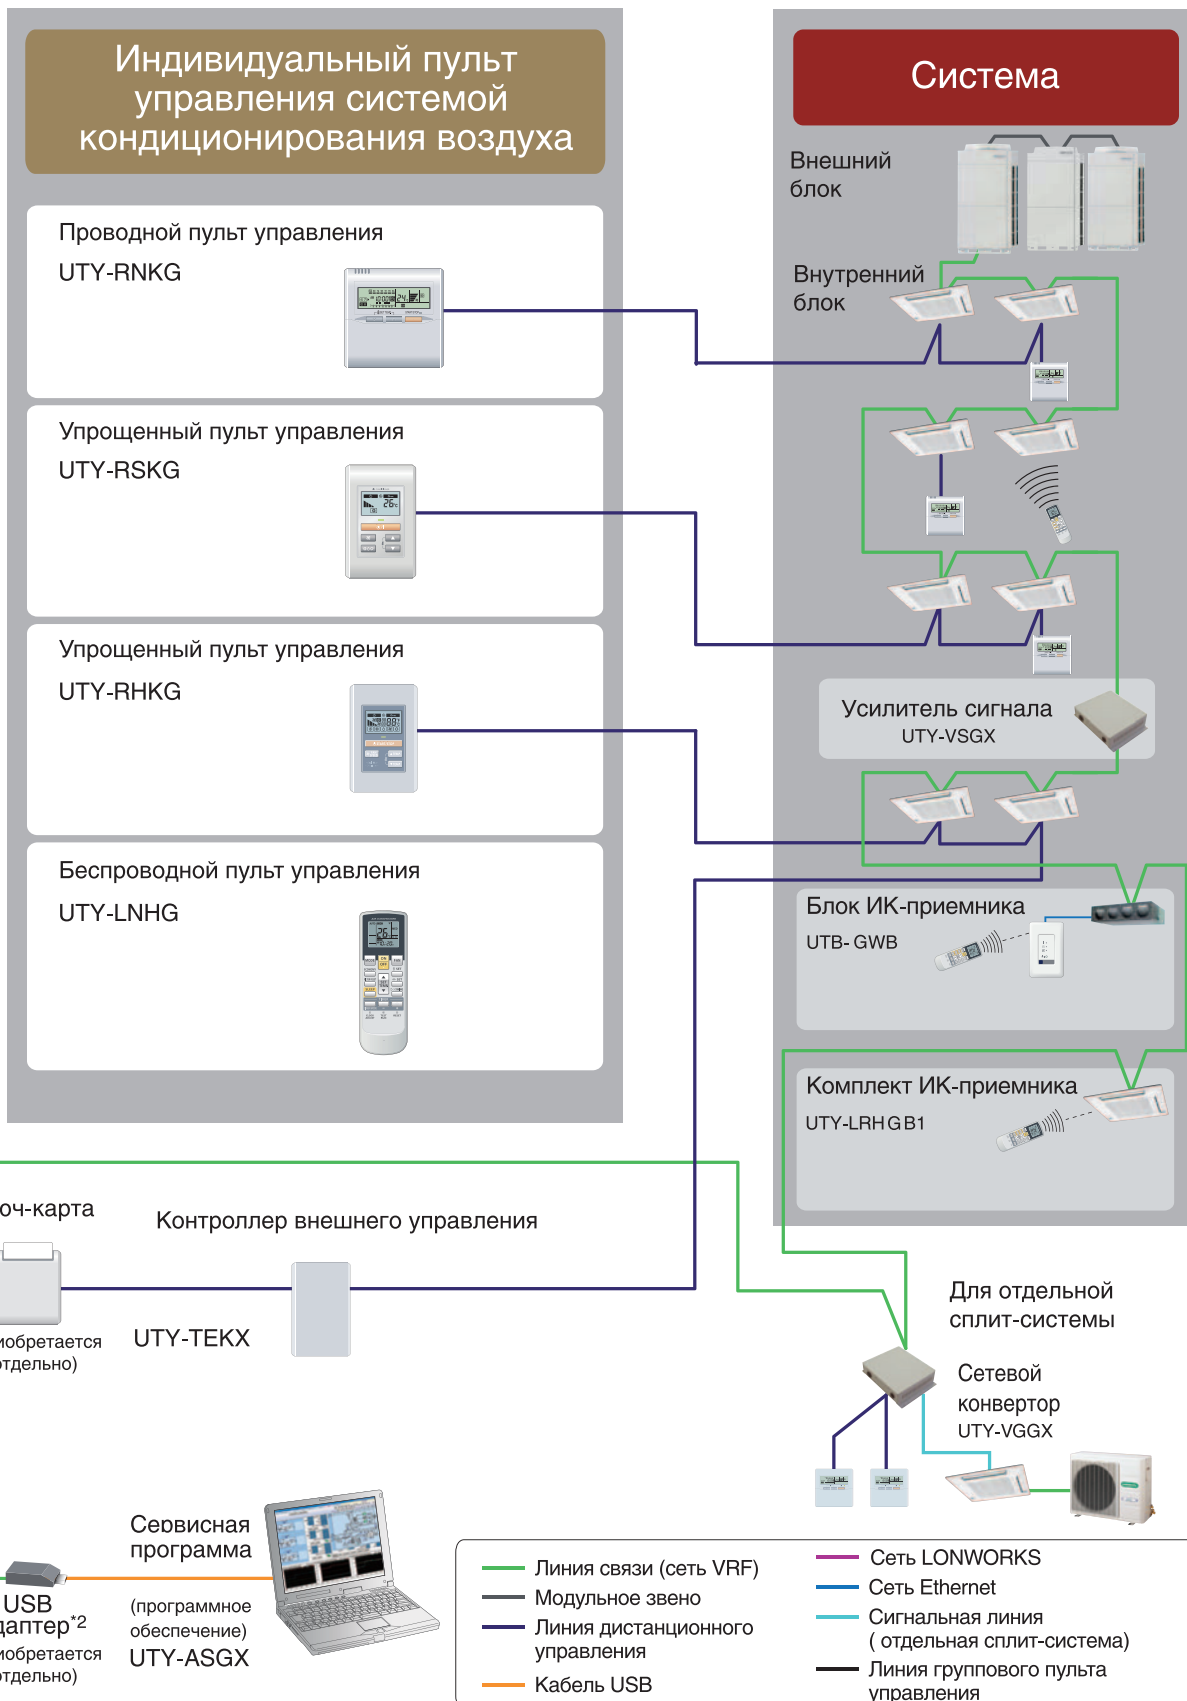 Индивидуальный пульт
управления системой
кондиционирования воздуха
Проводной пульт управления
UTY-RNKG
Упрощенный пульт управления
UTY-RSKG
Упрощенный пульт управления
UTY-RHKG
Беспроводной пульт управления
UTY-LNHG
Система
Внешний
блок
Внутренний
блок
Усилитель сигнала
UTY-VSGX
Блок ИК-приемника
UTB- GWB
Комплект ИК-приемника
UTY-LRHGB1
оч-карта
иобретается
отдельно)
Контроллер внешнего управления
UTY-TEKX
Для отдельной
сплит-системы
Сетевой
конвертор
UTY-VGGX
USB
даптер*2
иобретается
отдельно)
Сервисная
программа
(программное
обеспечение)
UTY-ASGX
Линия связи (сеть VRF)
Модульное звено
Линия дистанционного
управления
Кабель USB
Сеть LONWORKS
Сеть Ethernet
Сигнальная линия
( отдельная сплит-система)
Линия группового пульта
управления